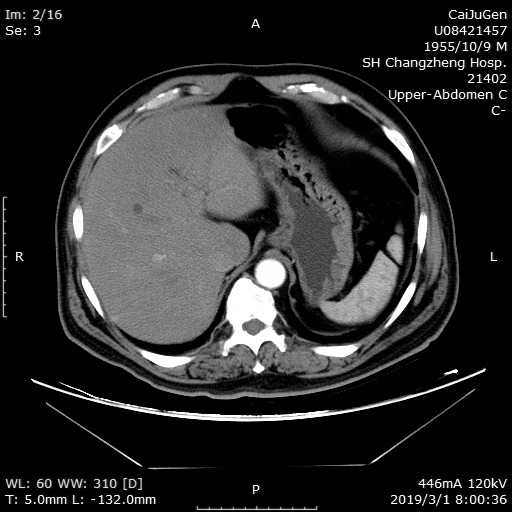 Im: 2/16
Se: 3
A
CaiJuGen
U08421457
1955/10/9 M
SH Changzheng Hosp.
21402
Upper-Abdomen C
C-
R
L
WL: 60 WW: 310 [D]
T: 5.0mm L: -132.0mm
P
446mA 120kV
2019/3/1 8:00:36